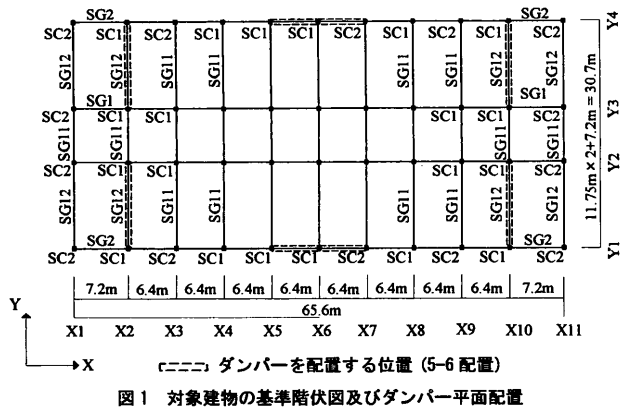 SG2 SG2
SC2 SC1 SC2 SC1 SC1 SC2 SC1 SC1 SC1 SC2
SG12 SG12 SG11 SG11 SG11 SG11 SG12 SG12
SG1 SG1
SC2 SC1 SC1 SC1 SC1 SC2
SG11 SG11 SG11 SG11
SC2 SC1 SC2 SC1 SC1 SC2
SG12 SG12 SG11 SG11 SG11 SG11 SG12 SG12
SG2 SG2
SC2 SC1 SC2 SC1 SC1 SC2 SC1 SC2 SC1 SC2
Y4
Y3
Y2
Y1
11.75m×2+7.2m=30.7m
7.2m 6.4m 6.4m 6.4m 6.4m 6.4m 6.4m 6.4m 6.4m 7.2m
65.6m
X1 X2 X3 X4 X5 X6 X7 X8 X9 X10 X11
Y
X
ダンパーを配置する位置 (5-6 配置)
図1 対象建物の基準階伏図及びダンパー平面配置